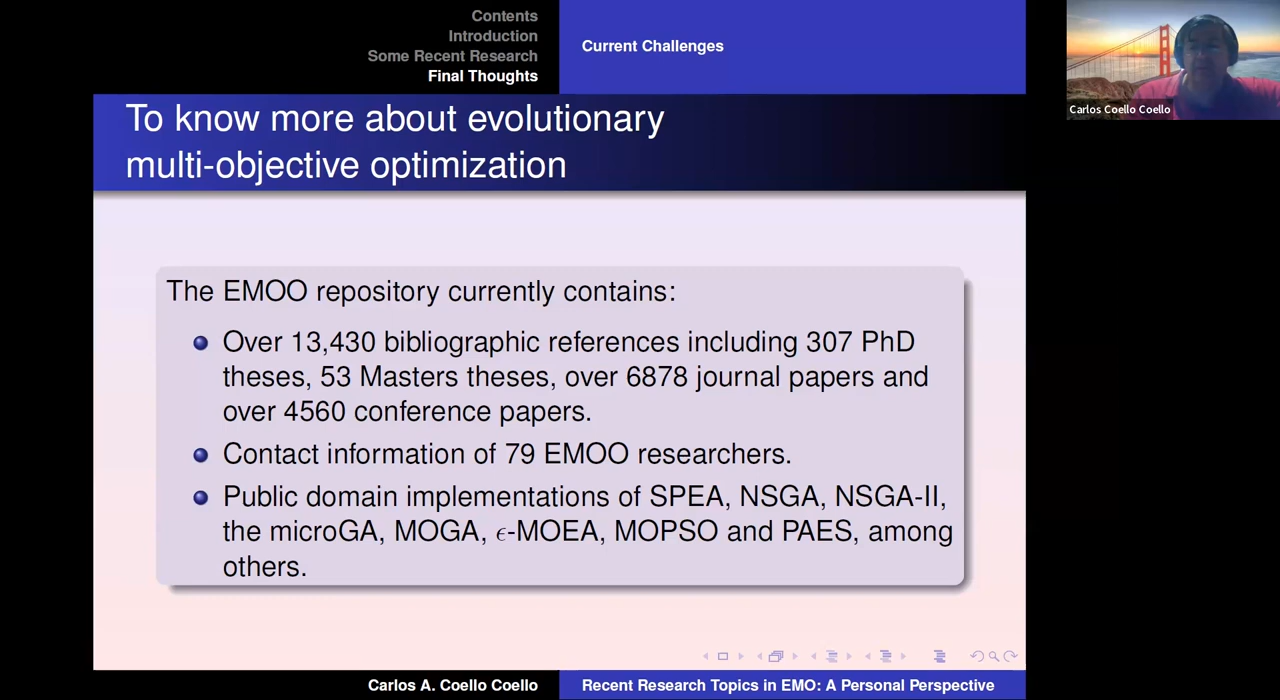 Contents
Introduction
Some Recent Research
Final Thoughts
Current Challenges
Carlos Coello Coello
To know more about evolutionary
multi-objective optimization
The EMOO repository currently contains:
Over 13,430 bibliographic references including 307 PhD
theses, 53 Masters theses, over 6878 journal papers and
over 4560 conference papers.
Contact information of 79 EMOO researchers.
Public domain implementations of SPEA, NSGA, NSGA-II,
the microGA, MOGA, ϵ-MOEA, MOPSO and PAES, among
others.
Carlos A. Coello Coello
Recent Research Topics in EMO: A Personal Perspective